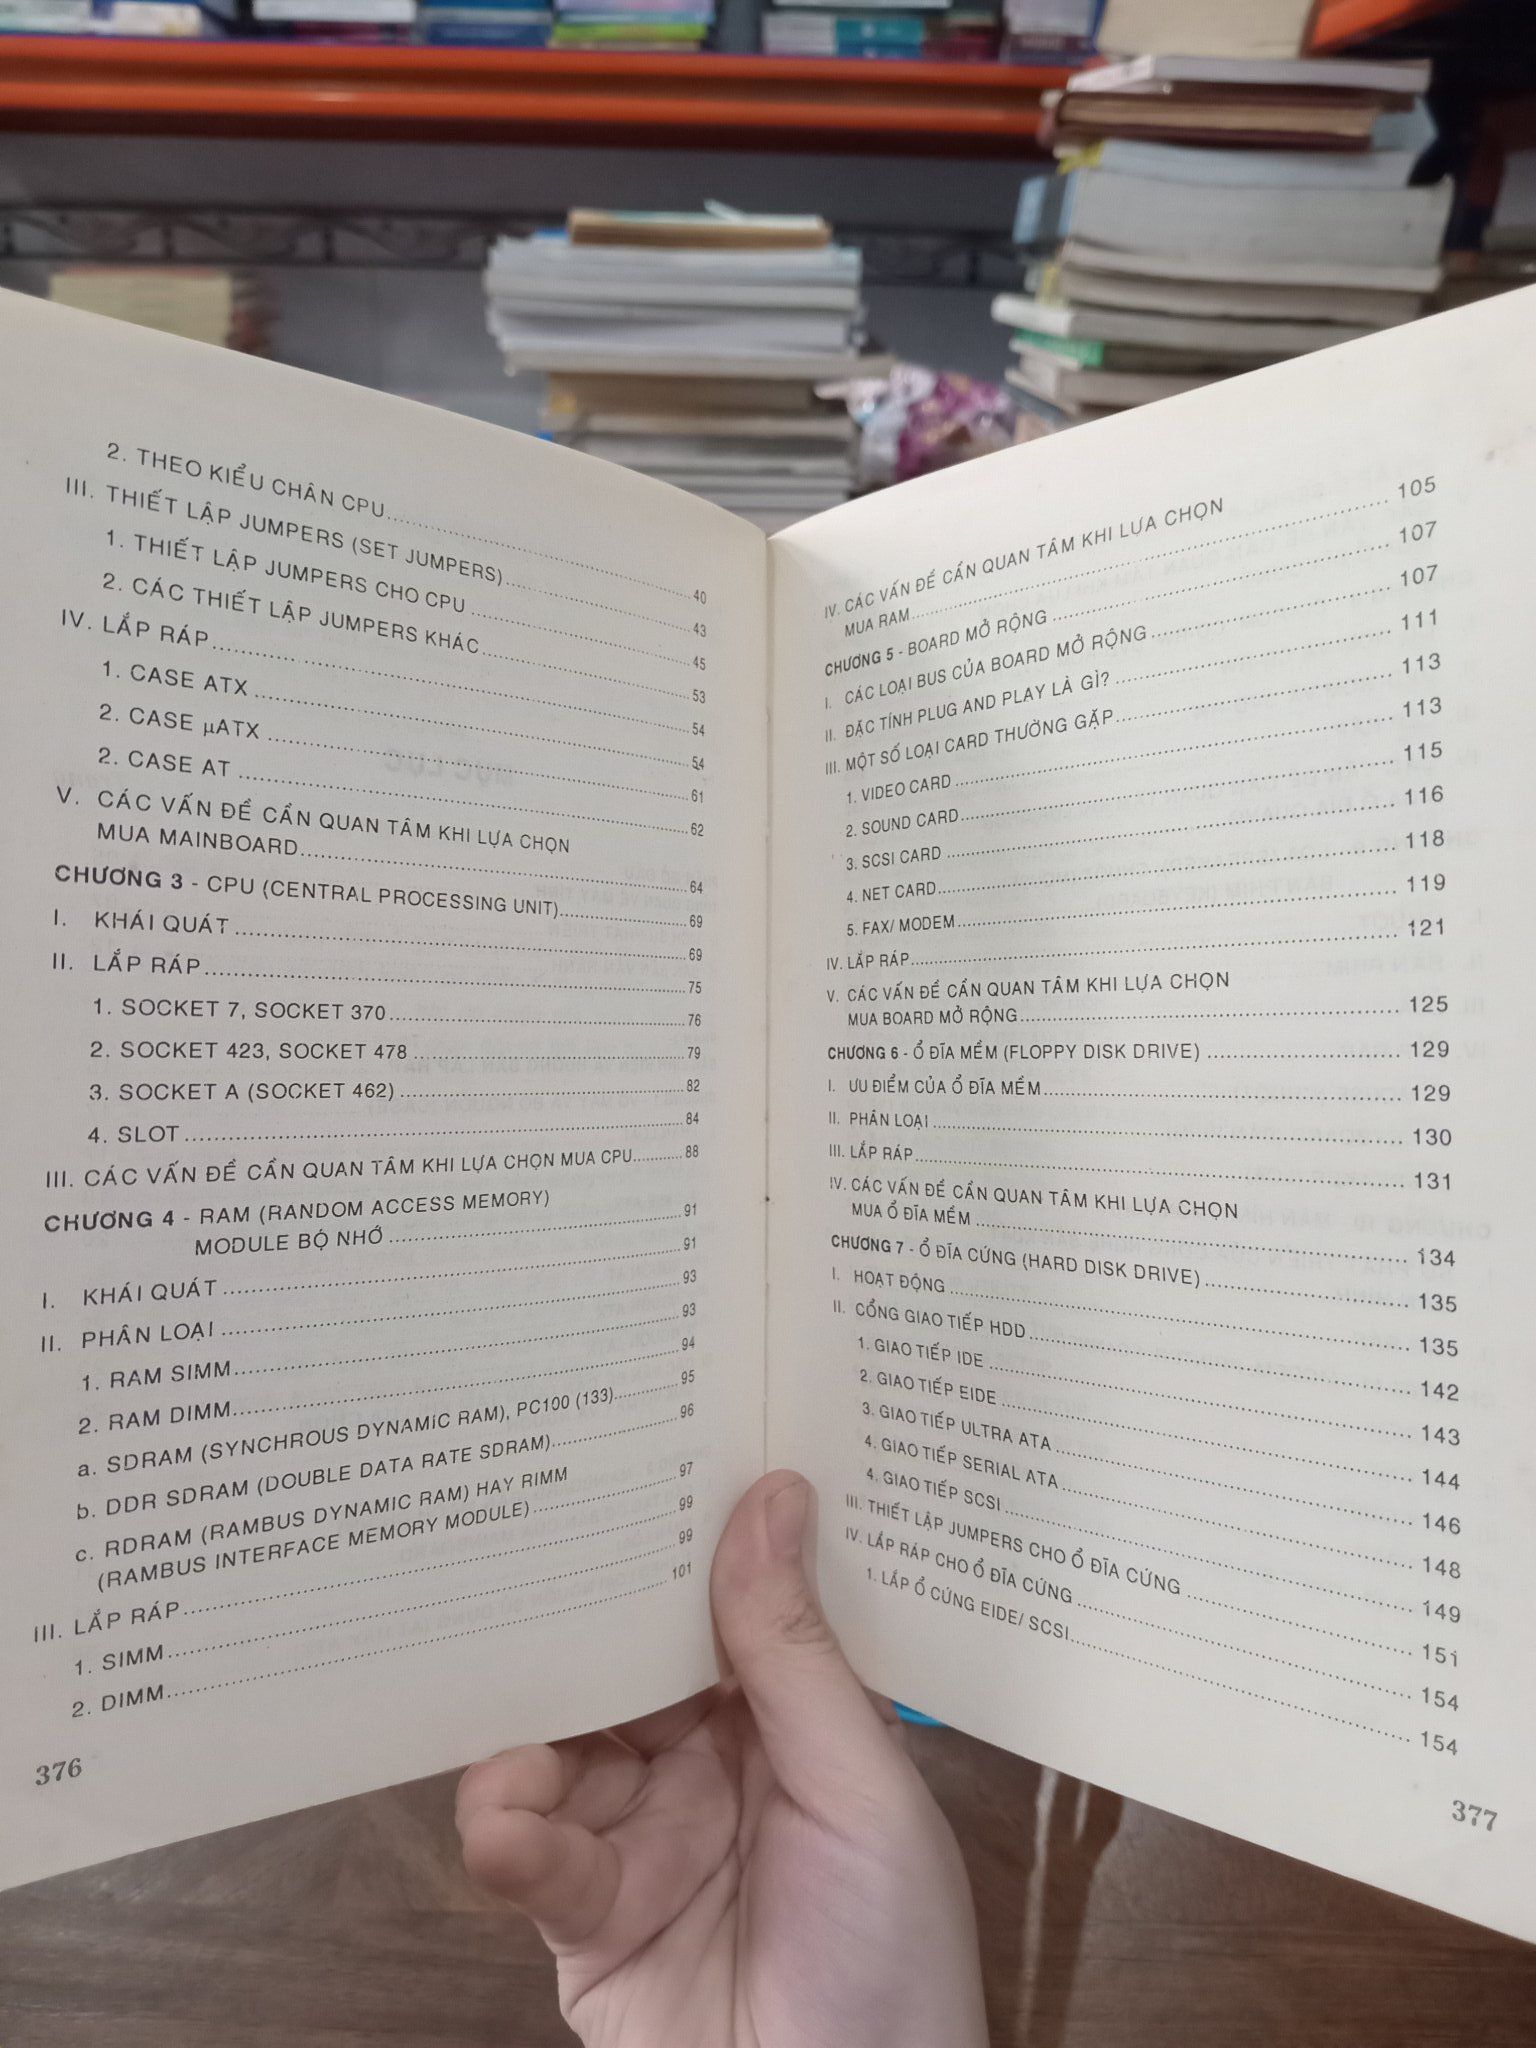 2. THEO KIỂU CHÂN CPU........ 40
III. THIẾT LẬP JUMPERS (SET JUMPERS)........ 43
1. THIẾT LẬP JUMPERS CHO CPU ........ 45
2. CÁC THIẾT LẬP JUMPERS KHÁC........ 53
IV. LẮP RÁP........ 54
1. CASE ATX ........ 54
2. CASE µATX ........ 61
2. CASE AT ........ 62
V. CÁC VẤN ĐỀ CẦN QUAN TÂM KHI LỰA CHỌN
MUA MAINBOARD........ 64
CHƯƠNG 3 - CPU (CENTRAL PROCESSING UNIT)........ 69
I. KHÁI QUÁT ........ 69
II. LẮP RÁP........ 75
1. SOCKET 7, SOCKET 370........ 76
2. SOCKET 423, SOCKET 478 ........ 79
3. SOCKET A (SOCKET 462) ........ 82
4. SLOT ........ 84
III. CÁC VẤN ĐỀ CẦN QUAN TÂM KHI LỰA CHỌN MUA CPU........ 88
CHƯƠNG 4 - RAM (RANDOM ACCESS MEMORY)
MODULE BỘ NHỚ ........ 91
I. KHÁI QUÁT ........ 91
II. PHÂN LOẠI ........ 93
1. RAM SIMM........ 93
2. RAM DIMM........ 94
a. SDRAM (SYNCHROUS DYNAMIC RAM), PC100 (133)........ 95
b. DDR SDRAM (DOUBLE DATA RATE SDRAM)........ 96
c. RDRAM (RAMBUS DYNAMIC RAM) HAY RIMM
(RAMBUS INTERFACE MEMORY MODULE)........ 97
III. LẮP RÁP........ 99
1. SIMM........ 99
2. DIMM........ 101
376
IV. CÁC VẤN ĐỀ CẦN QUAN TÂM KHI LỰA CHỌN
MUA RAM........ 105
CHƯƠNG 5 - BOARD MỞ RỘNG ........ 107
I. CÁC LOẠI BUS CỦA BOARD MỞ RỘNG ........ 107
II. ĐẶC TÍNH PLUG AND PLAY LÀ GÌ? ........ 111
III. MỘT SỐ LOẠI CARD THƯỜNG GẶP........ 113
1. VIDEO CARD ........ 113
2. SOUND CARD........ 115
3. SCSI CARD ........ 116
4. NET CARD........ 118
5. FAX/ MODEM........ 119
IV. LẮP RÁP........ 121
V. CÁC VẤN ĐỀ CẦN QUAN TÂM KHI LỰA CHỌN
MUA BOARD MỞ RỘNG........ 125
CHƯƠNG 6 - Ổ ĐĨA MỀM (FLOPPY DISK DRIVE) ........ 129
I. ƯU ĐIỂM CỦA Ổ ĐĨA MỀM........ 129
II. PHÂN LOẠI ........ 130
III. LẮP RÁP........ 131
IV. CÁC VẤN ĐỀ CẦN QUAN TÂM KHI LỰA CHỌN
MUA Ổ ĐĨA MỀM ........ 134
CHƯƠNG 7 - Ổ ĐĨA CỨNG (HARD DISK DRIVE)........ 135
I. HOẠT ĐỘNG ........ 135
II. CỔNG GIAO TIẾP HDD........ 142
1. GIAO TIẾP IDE ........ 143
2. GIAO TIẾP EIDE ........ 144
3. GIAO TIẾP ULTRA ATA ........ 146
4. GIAO TIẾP SERIAL ATA ........ 148
4. GIAO TIẾP SCSI ........ 149
III. THIẾT LẬP JUMPERS CHO Ổ ĐĨA CỨNG ........ 151
IV. LẮP RÁP CHO Ổ ĐĨA CỨNG ........ 154
1. LẮP Ổ CỨNG EIDE/ SCSI........ 154
377